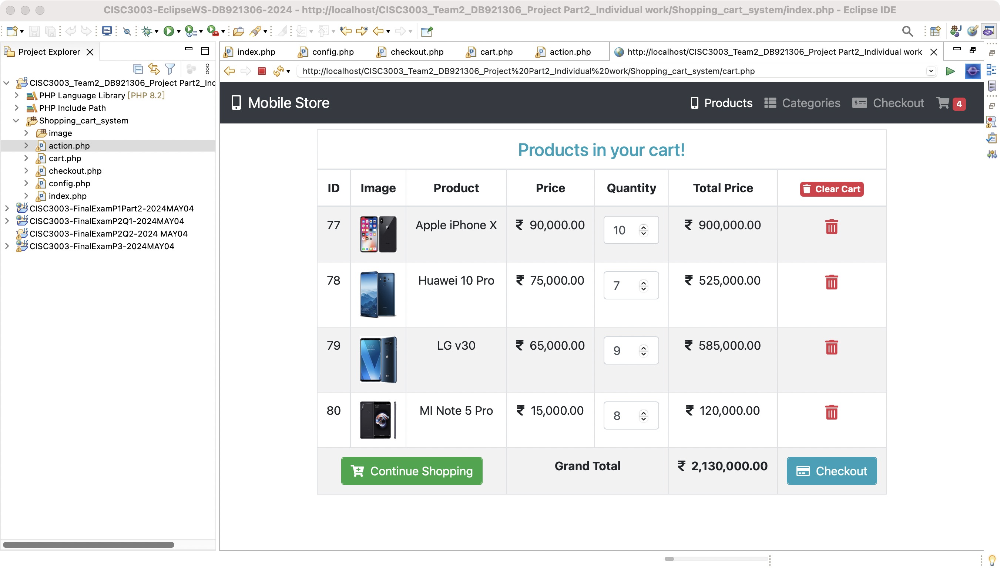 CISC3003-EclipseWS-DB921306-2024 - http://localhost/CISC3003_Team2_DB921306_Project Part2_Individual work/Shopping_cart_system/index.php - Eclipse IDE
Project Explorer
index.php config.php checkout.php cart.php action.php http://localhost/CISC3003_Team2_DB921306_Project Part2_Individual work
http://localhost/CISC3003_Team2_DB921306_Project%20Part2_Individual%20work/Shopping_cart_system/cart.php
CISC3003_Team2_DB921306_Project Part2_Ind
PHP Language Library [PHP 8.2]
PHP Include Path
Shopping_cart_system
image
action.php
cart.php
checkout.php
config.php
index.php
CISC3003-FinalExamP1Part2-2024MAY04
CISC3003-FinalExamP2Q1-2024MAY04
CISC3003-FinalExamP2Q2-2024 MAY04
CISC3003-FinalExamP3-2024MAY04
Mobile Store Products Categories Checkout 4
Products in your cart!
ID Image Product Price Quantity Total Price Clear Cart
77 Apple iPhone X ₹ 90,000.00 10 ₹ 900,000.00
78 Huawei 10 Pro ₹ 75,000.00 7 ₹ 525,000.00
79 LG v30 ₹ 65,000.00 9 ₹ 585,000.00
80 MI Note 5 Pro ₹ 15,000.00 8 ₹ 120,000.00
Continue Shopping Grand Total ₹ 2,130,000.00 Checkout